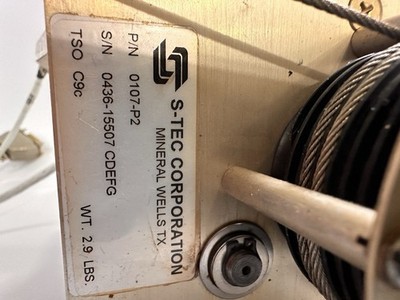 S-TEC CORPORATION
MINERAL WELLS TX
P/N 0107-P2
S/N 0436-15507 CDEFG
TSO C9c WT. 2.9 LBS.